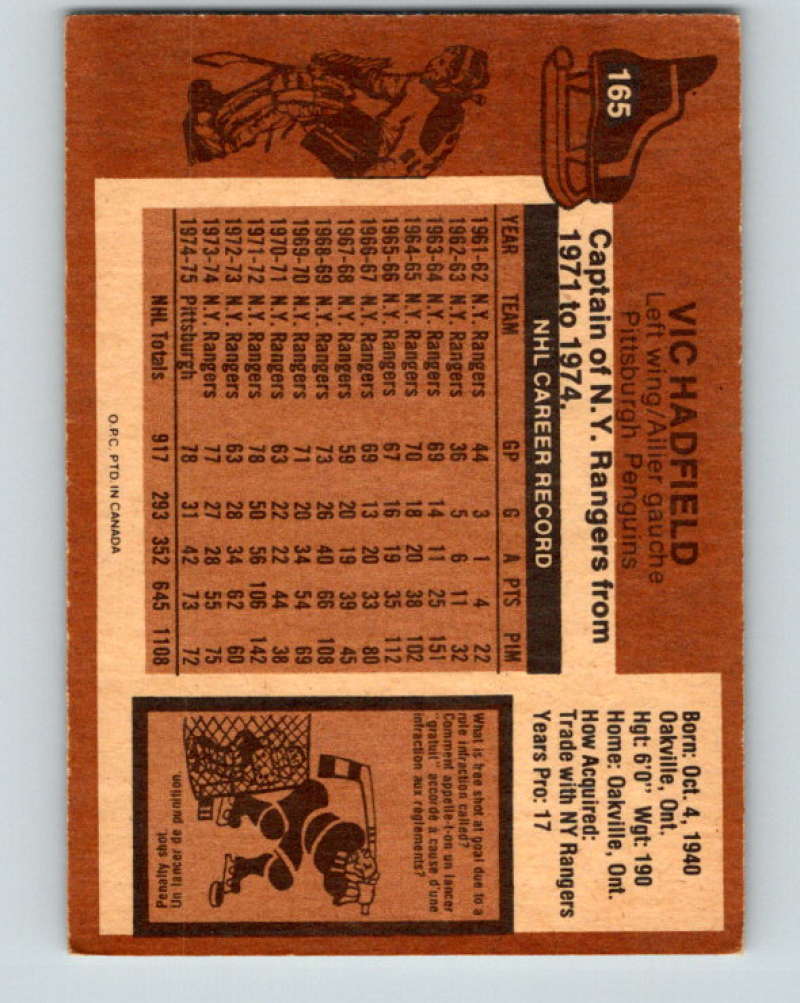 165
VIC HADFIELD
Left wing/Ailier gauche
Pittsburgh Penguins
Captain of N.Y. Rangers from
1971 to 1974.
NHL CAREER RECORD
YEAR TEAM GP G A PTS PIM
1961-62 N.Y. Rangers 44 3 1 4 22
1962-63 N.Y. Rangers 36 5 6 11 32
1963-64 N.Y. Rangers 69 14 11 25 151
1964-65 N.Y. Rangers 70 18 20 38 102
1965-66 N.Y. Rangers 67 16 19 35 112
1966-67 N.Y. Rangers 69 13 20 33 80
1967-68 N.Y. Rangers 59 20 19 39 45
1968-69 N.Y. Rangers 73 26 40 66 108
1969-70 N.Y. Rangers 71 20 34 54 69
1970-71 N.Y. Rangers 63 22 22 44 38
1971-72 N.Y. Rangers 78 50 56 106 142
1972-73 N.Y. Rangers 63 28 34 62 60
1973-74 N.Y. Rangers 77 27 28 55 75
1974-75 Pittsburgh 78 31 42 73 72
NHL Totals 917 293 352 645 1108
O.P.C. PTD. IN CANADA
Born: Oct. 4, 1940
Oakville, Ont.
Hgt: 6'0" Wgt: 190
Home: Oakville, Ont.
How Acquired:
Trade with NY Rangers
Years Pro: 17
What is free shot at goal due to a
rule infraction called?
Comment appelle-t-on un lancer
"gratuit" accordé à cause d'une
infraction aux règlements?
Penalty shot.
Un lancer de punition.